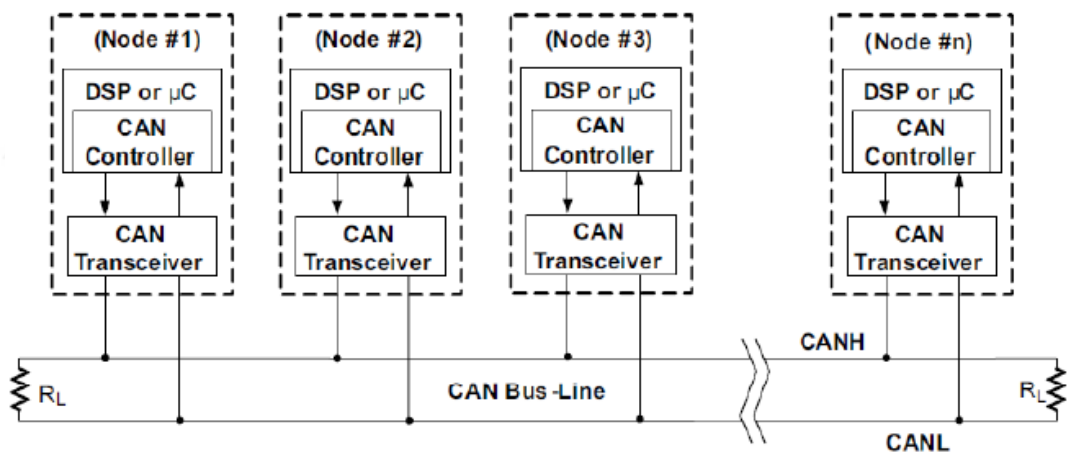 (Node #1)
DSP or µC
CAN
Controller
CAN
Transceiver
(Node #2)
DSP or µC
CAN
Controller
CAN
Transceiver
(Node #3)
DSP or µC
CAN
Controller
CAN
Transceiver
(Node #n)
DSP or µC
CAN
Controller
CAN
Transceiver
CANH
RL
CAN Bus-Line
RL
CANL